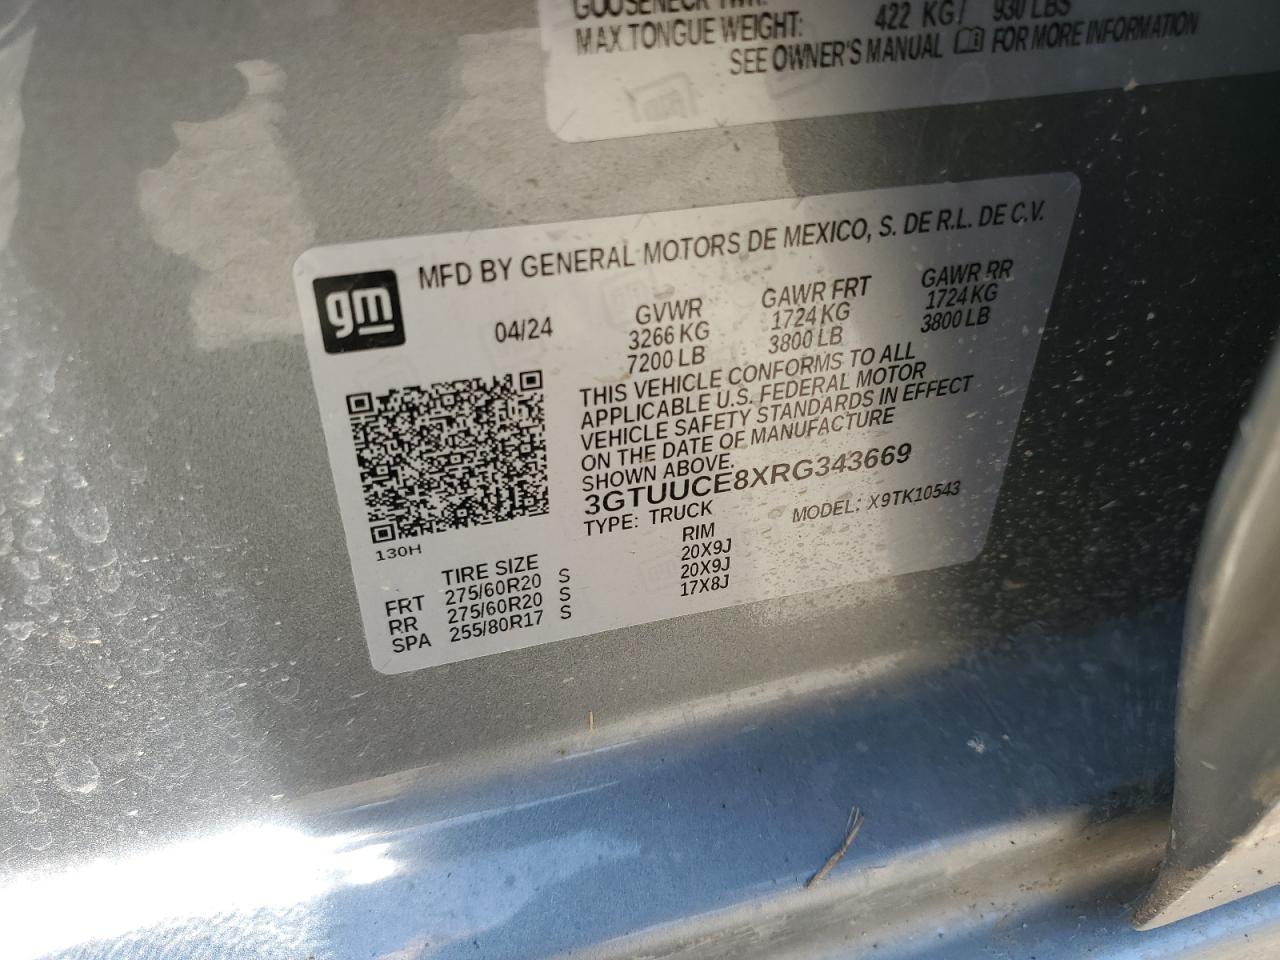 GOOSENECK TWR:
MAX TONGUE WEIGHT: 422 KG / 930 LBS
SEE OWNER'S MANUAL FOR MORE INFORMATION
gm
MFD BY GENERAL MOTORS DE MEXICO, S. DE R.L. DE C.V.
04/24
GVWR GAWR FRT GAWR RR
3266 KG 1724 KG 1724 KG
7200 LB 3800 LB 3800 LB
THIS VEHICLE CONFORMS TO ALL
APPLICABLE U.S. FEDERAL MOTOR
VEHICLE SAFETY STANDARDS IN EFFECT
ON THE DATE OF MANUFACTURE
SHOWN ABOVE.
3GTUUCE8XRG343669
TYPE: TRUCK MODEL: X9TK10543
130H
TIRE SIZE RIM
FRT 275/60R20 S 20X9J
RR 275/60R20 S 20X9J
SPA 255/80R17 S 17X8J